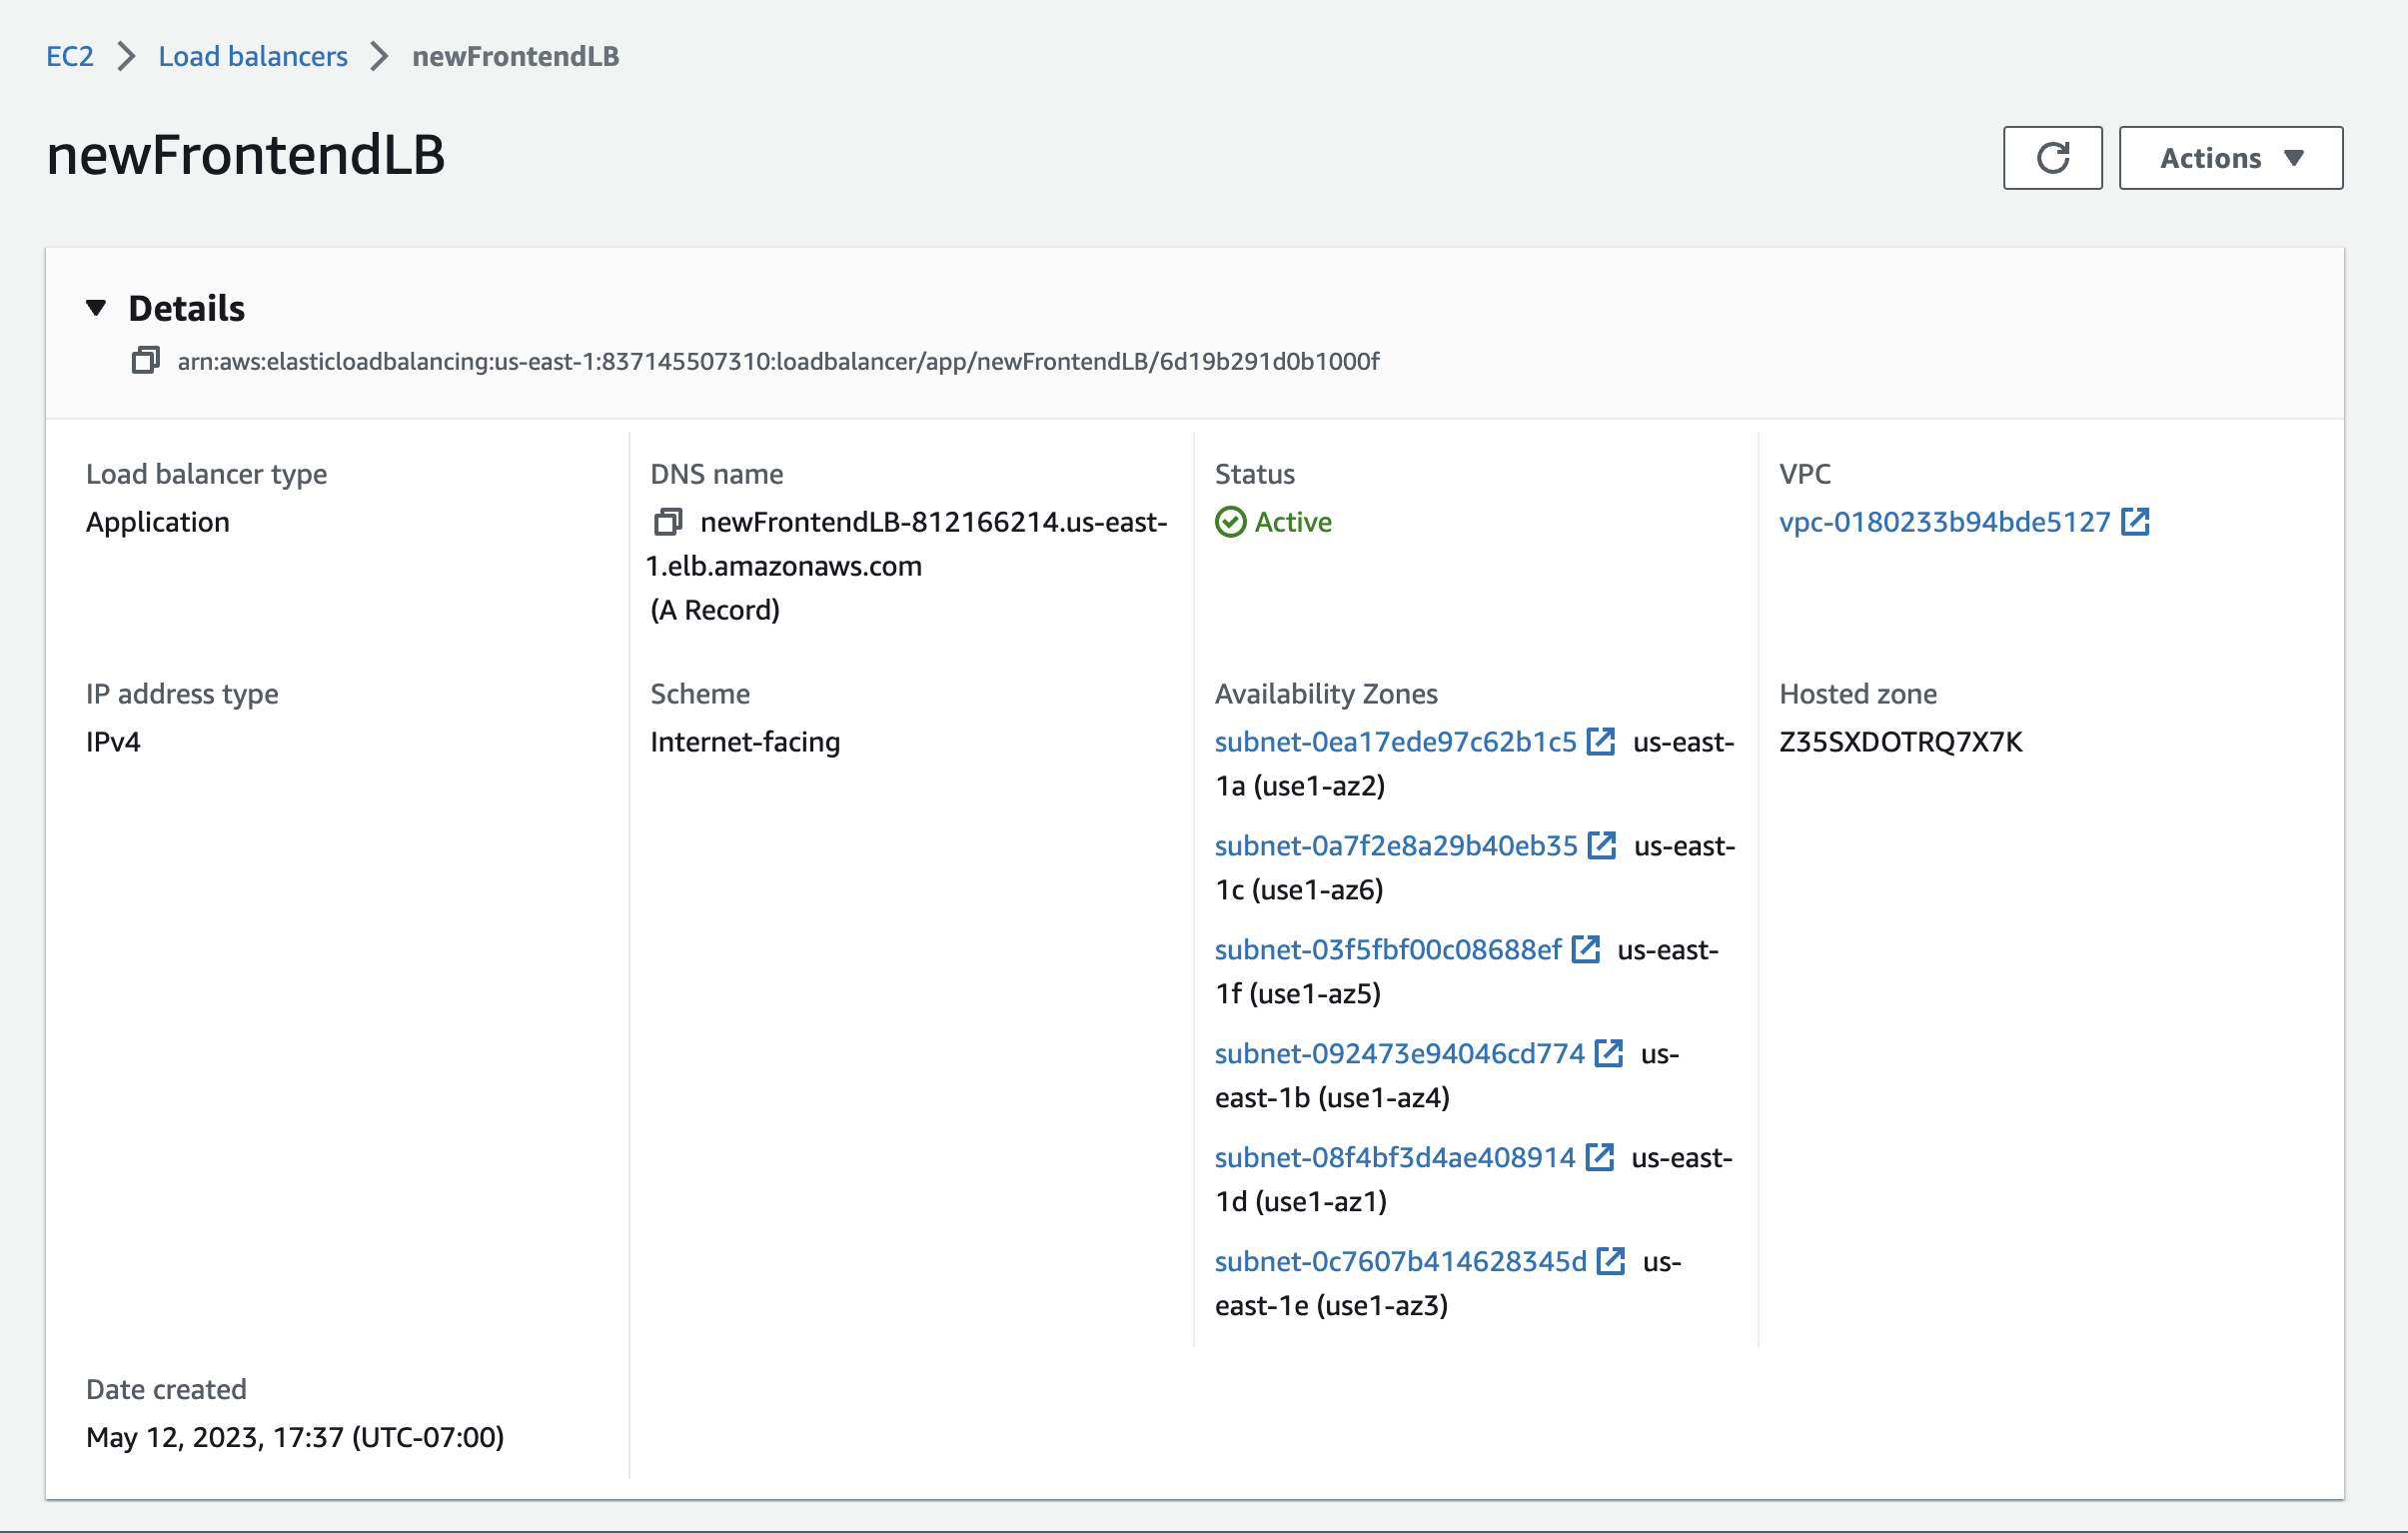 EC2 > Load balancers > newFrontendLB
newFrontendLB
Actions
Details
arn:aws:elasticloadbalancing:us-east-1:837145507310:loadbalancer/app/newFrontendLB/6d19b291d0b1000f
Load balancer type
Application
DNS name
newFrontendLB-812166214.us-east-
1.elb.amazonaws.com
(A Record)
Status
Active
VPC
vpc-0180233b94bde5127
IP address type
IPv4
Scheme
Internet-facing
Availability Zones
subnet-0ea17ede97c62b1c5 us-east-
1a (use1-az2)
subnet-0a7f2e8a29b40eb35 us-east-
1c (use1-az6)
subnet-03f5fbf00c08688ef us-east-
1f (use1-az5)
subnet-092473e94046cd774 us-
east-1b (use1-az4)
subnet-08f4bf3d4ae408914 us-east-
1d (use1-az1)
subnet-0c7607b414628345d us-
east-1e (use1-az3)
Hosted zone
Z35SXDOTRQ7X7K
Date created
May 12, 2023, 17:37 (UTC-07:00)